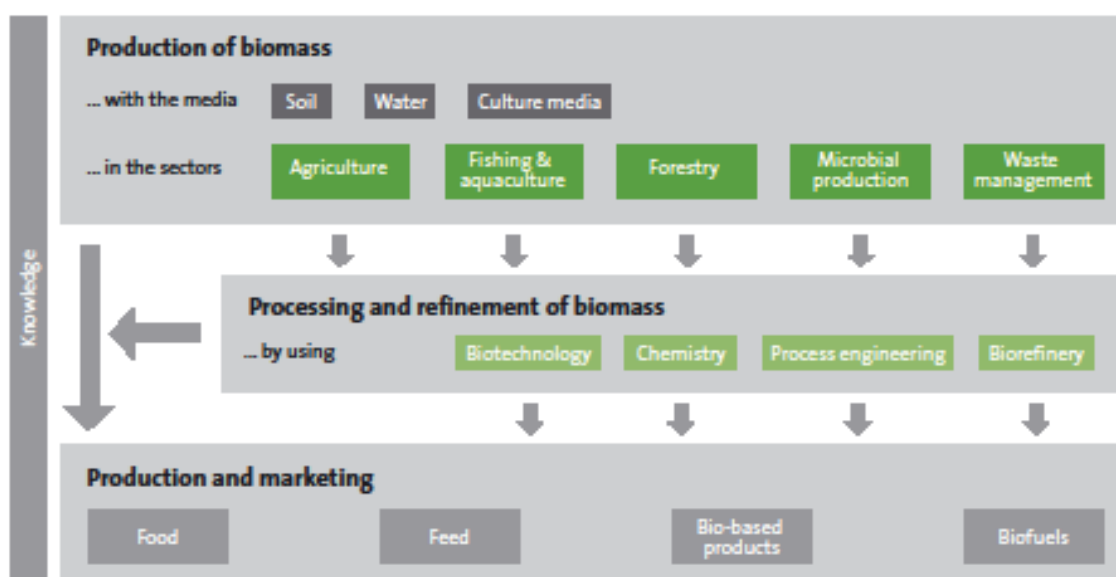 Knowledge
Production of biomass
... with the media
Soil
Water
Culture media
... in the sectors
Agriculture
Fishing &
aquaculture
Forestry
Microbial
production
Waste
management
Processing and refinement of biomass
... by using
Biotechnology
Chemistry
Process engineering
Biorefinery
Production and marketing
Food
Feed
Bio-based
products
Biofuels